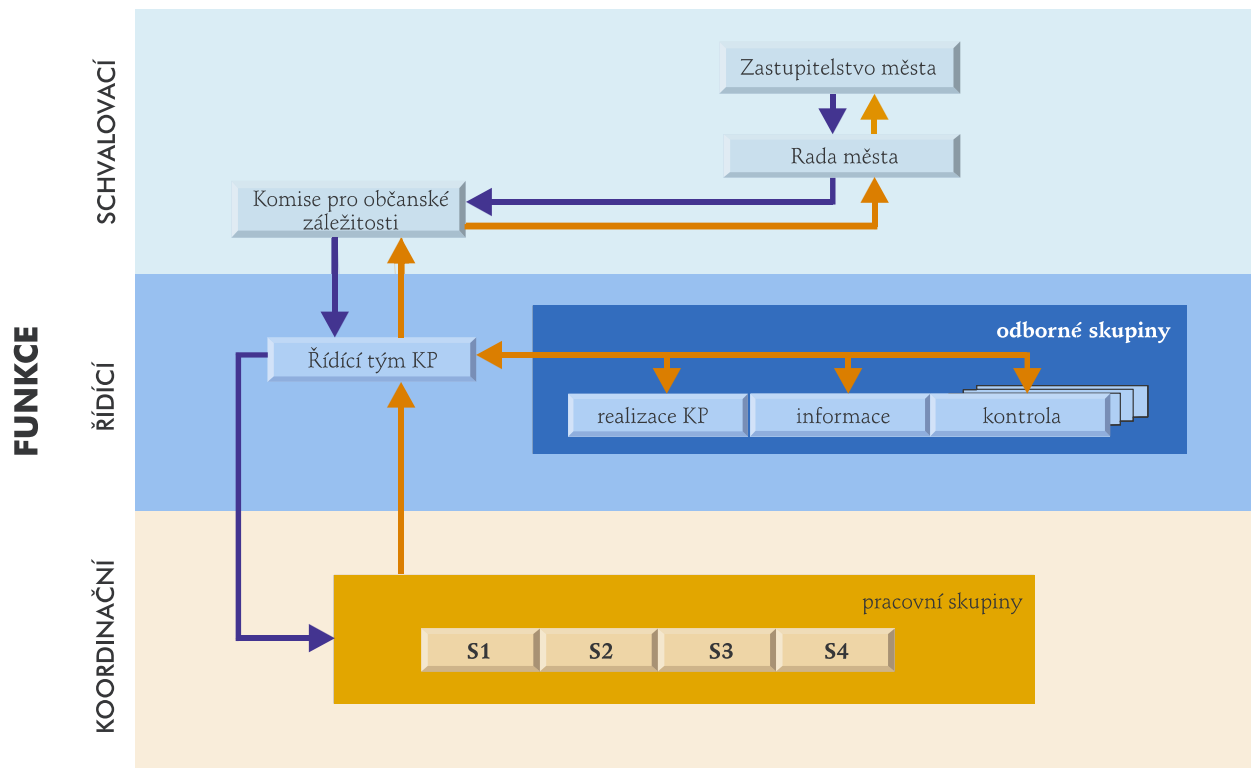 FUNKCE
SCHVALOVACÍ
Zastupitelstvo města
Rada města
Komise pro občanské
záležitosti
ŘÍDÍCÍ
Řídící tým KP
odborné skupiny
realizace KP
informace
kontrola
KOORDINAČNÍ
pracovní skupiny
S1
S2
S3
S4